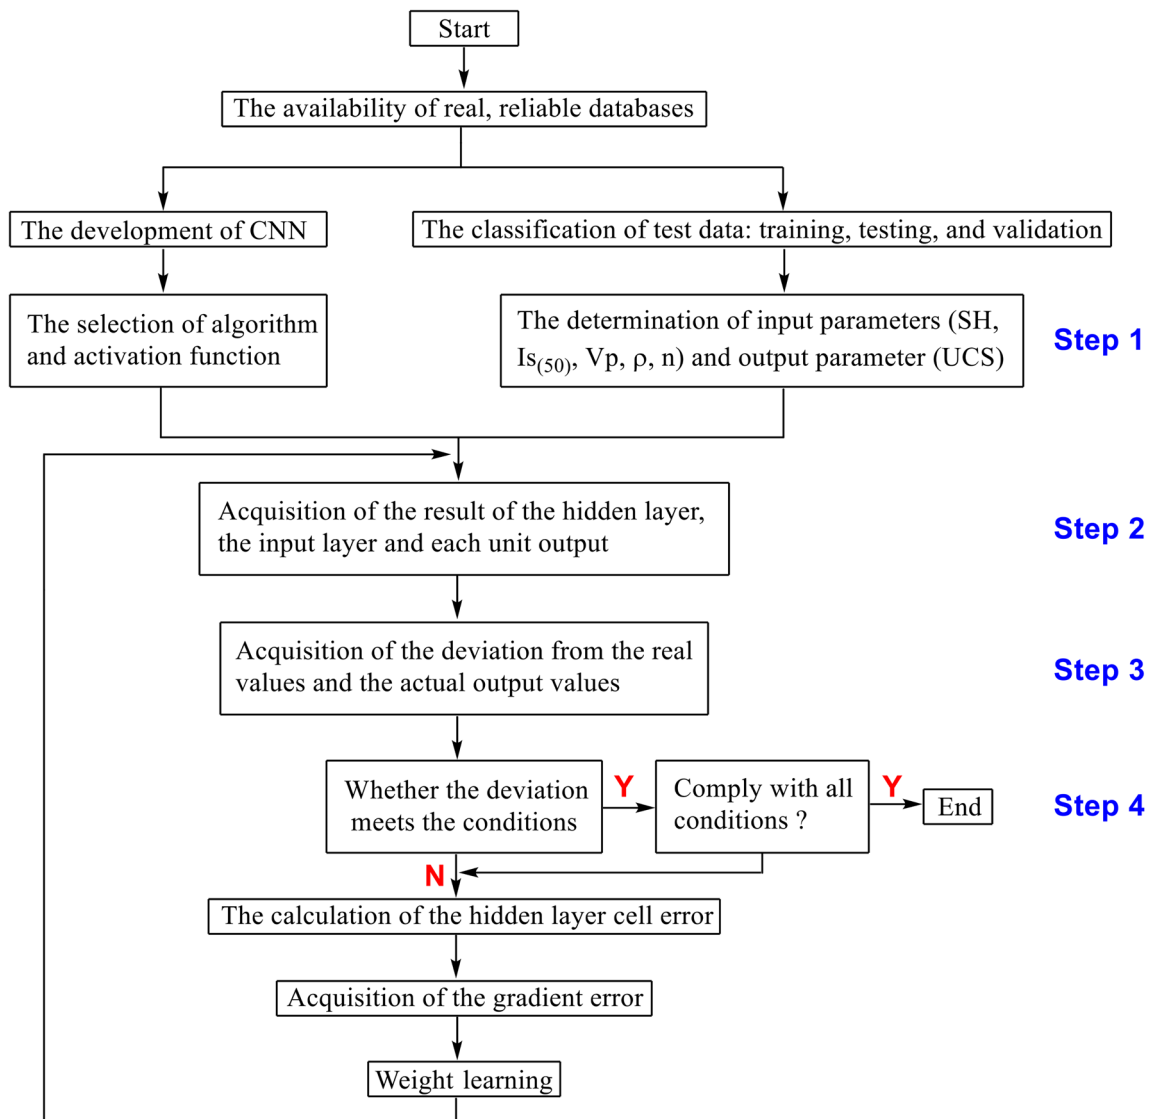 Start
The availability of real, reliable databases
The development of CNN
The classification of test data: training, testing, and validation
The selection of algorithm
and activation function
The determination of input parameters (SH,
Is(50), Vp, ρ, n) and output parameter (UCS)
Step 1
Acquisition of the result of the hidden layer,
the input layer and each unit output
Step 2
Acquisition of the deviation from the real
values and the actual output values
Step 3
Whether the deviation
meets the conditions
Y
Comply with all
conditions ?
Y
End
Step 4
N
The calculation of the hidden layer cell error
Acquisition of the gradient error
Weight learning